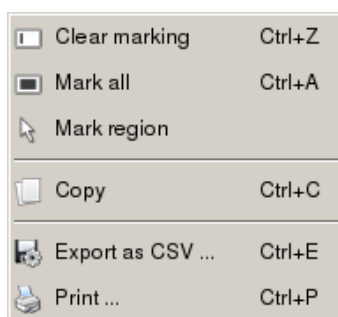 Clear marking Ctrl+Z
Mark all Ctrl+A
Mark region
Copy Ctrl+C
Export as CSV ... Ctrl+E
Print ... Ctrl+P